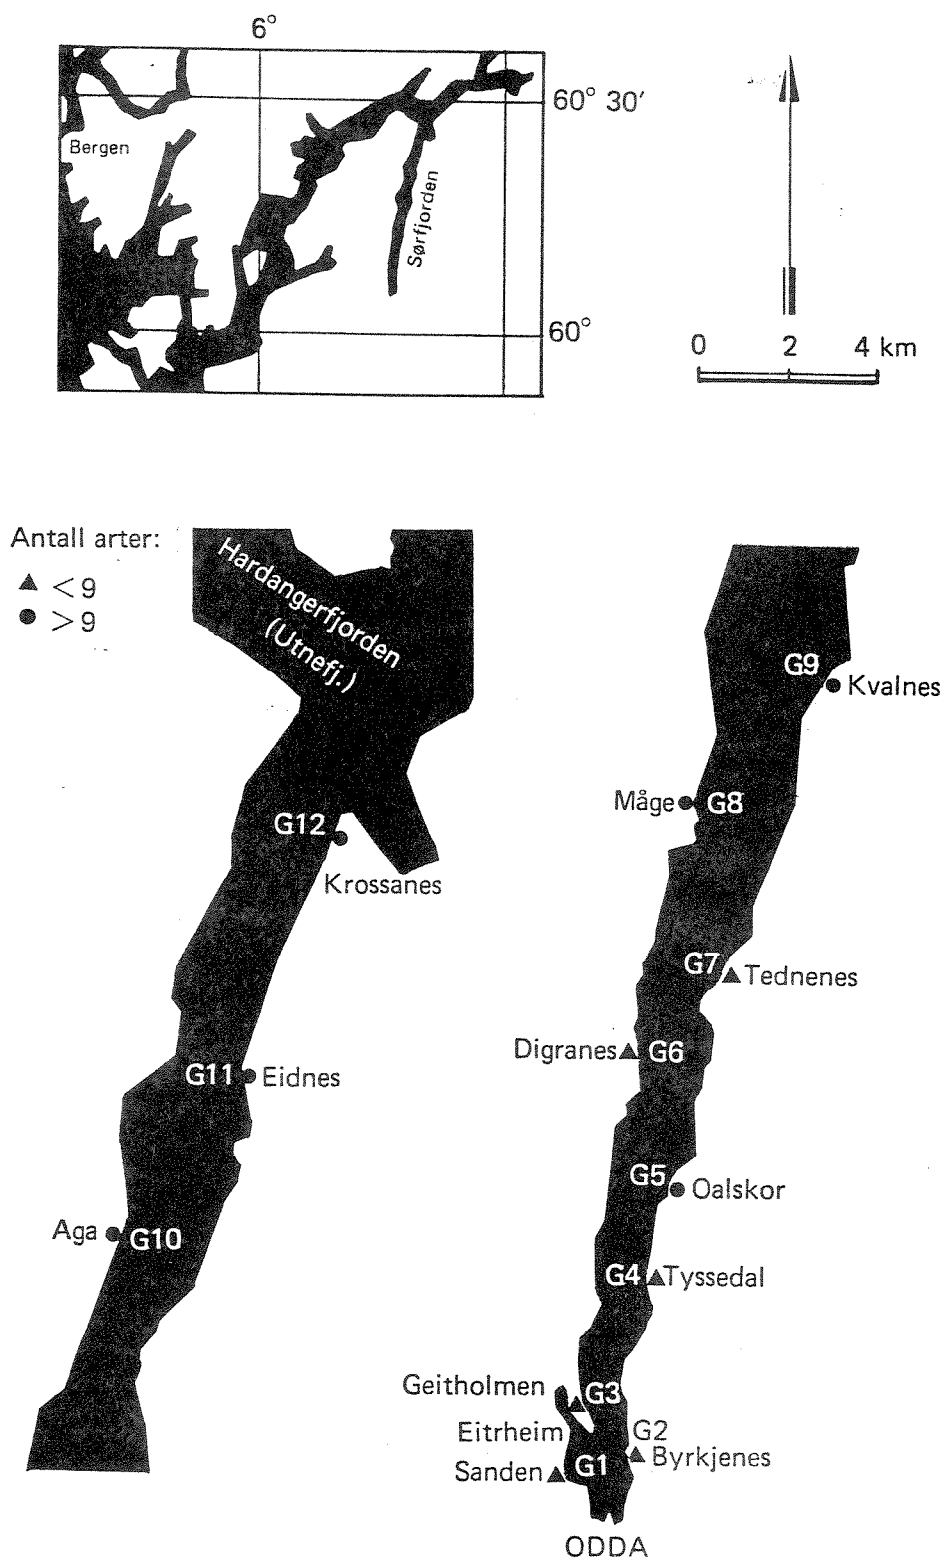 6°
60° 30′
Bergen
Sørfjorden
60°
0 2 4 km
Antall arter:
▲ <9
● >9
Hardangerfjorden
(Utnefj.)
G9
Kvalnes
Måge G8
G12
Krossanes
G7
Tednenes
Digranes G6
G11 Eidnes
G5
Oalskor
Aga G10
G4 Tyssedal
Geitholmen G3
Eitrheim G2
Byrkjenes
Sanden G1
ODDA